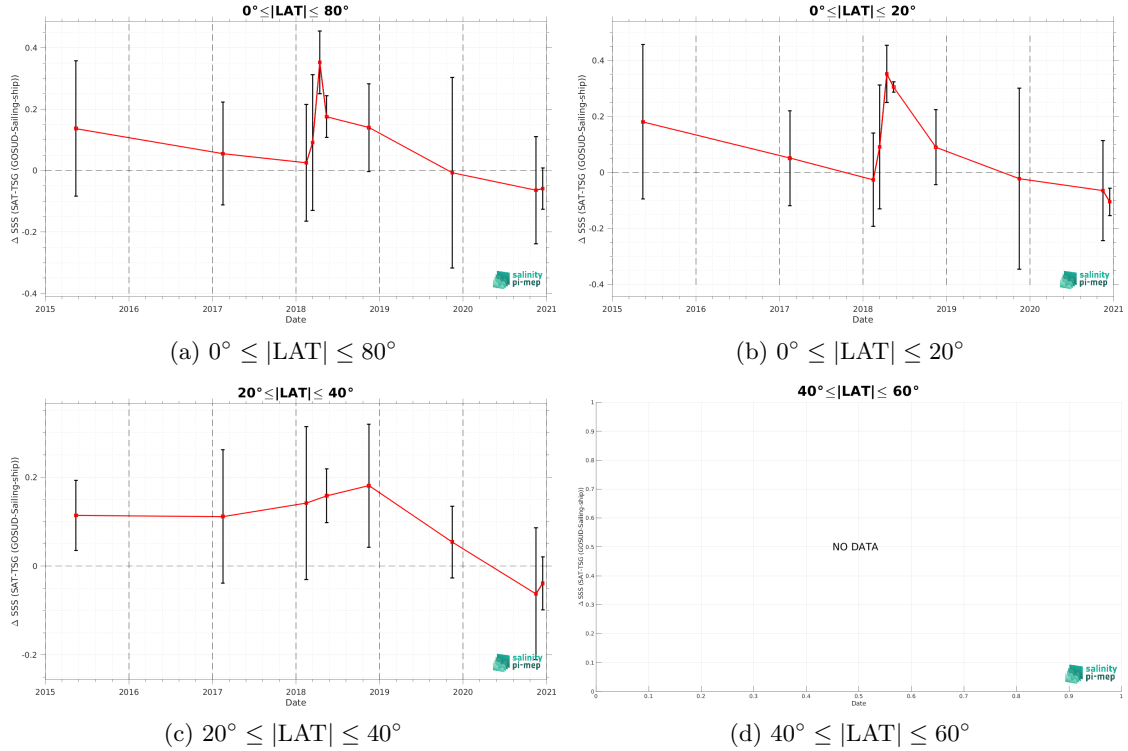 0°≤|LAT|≤ 80°
Δ SSS (SAT-TSG (GOSUD-Sailing-ship))
0.4
0.2
0
-0.2
-0.4
2015 2016 2017 2018 2019 2020 2021
Date
salinity
pi-mep
(a) 0° ≤ |LAT| ≤ 80°
0°≤|LAT|≤ 20°
Δ SSS (SAT-TSG (GOSUD-Sailing-ship))
0.4
0.2
0
-0.2
-0.4
2015 2016 2017 2018 2019 2020 2021
Date
salinity
pi-mep
(b) 0° ≤ |LAT| ≤ 20°
20°≤|LAT|≤ 40°
Δ SSS (SAT-TSG (GOSUD-Sailing-ship))
0.2
0
-0.2
2015 2016 2017 2018 2019 2020 2021
Date
salinity
pi-mep
(c) 20° ≤ |LAT| ≤ 40°
40°≤|LAT|≤ 60°
Δ SSS (SAT-TSG (GOSUD-Sailing-ship))
1
0.9
0.8
0.7
0.6
0.5
0.4
0.3
0.2
0.1
0
NO DATA
0 0.1 0.2 0.3 0.4 0.5 0.6 0.7 0.8 0.9 1
Date
salinity
pi-mep
(d) 40° ≤ |LAT| ≤ 60°